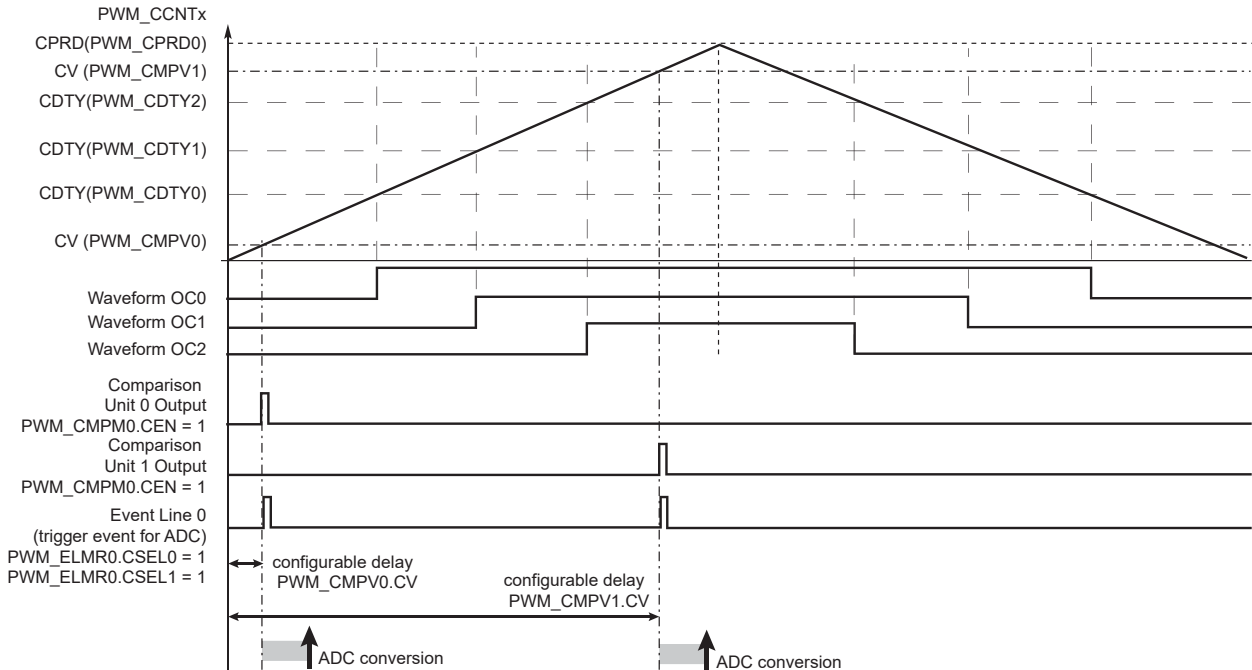 PWM_CCNTx
CPRD(PWM_CPRD0)
CV (PWM_CMPV1)
CDTY(PWM_CDTY2)
CDTY(PWM_CDTY1)
CDTY(PWM_CDTY0)
CV (PWM_CMPV0)
Waveform OC0
Waveform OC1
Waveform OC2
Comparison
Unit 0 Output
PWM_CMPM0.CEN = 1
Comparison
Unit 1 Output
PWM_CMPM0.CEN = 1
Event Line 0
(trigger event for ADC)
PWM_ELMR0.CSEL0 = 1
PWM_ELMR0.CSEL1 = 1
configurable delay
PWM_CMPV0.CV
configurable delay
PWM_CMPV1.CV
ADC conversion
ADC conversion